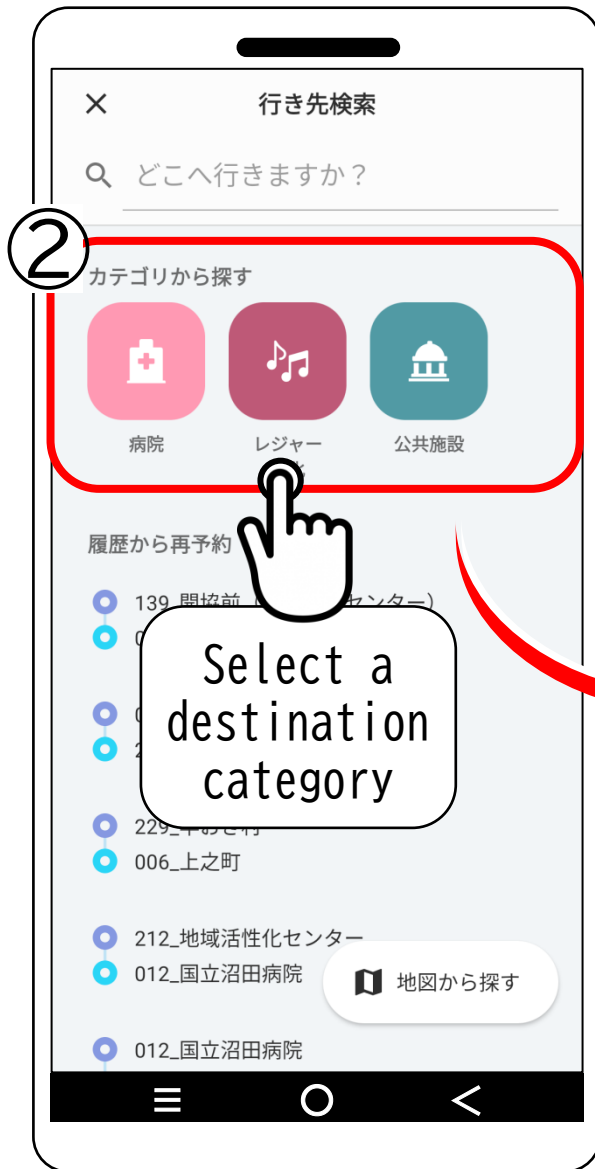 行き先検索
どこへ行きますか？
②
カテゴリから探す
病院
レジャー
公共施設
履歴から再予約
139_開協前
センター）
Select a
destination
category
229_
006_上之町
212_地域活性化センター
012_国立沼田病院
地図から探す
012_国立沼田病院